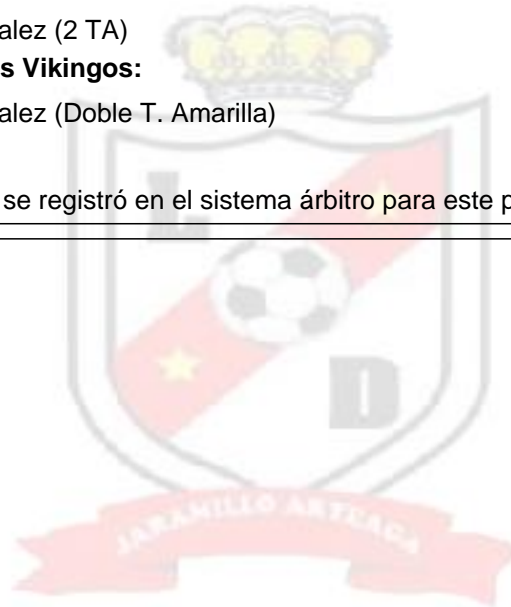 alez (2 TA)
s Vikingos:
alez (Doble T. Amarilla)
se registró en el sistema árbitro para este p
L
D
JARAMILLO ARTEAGA